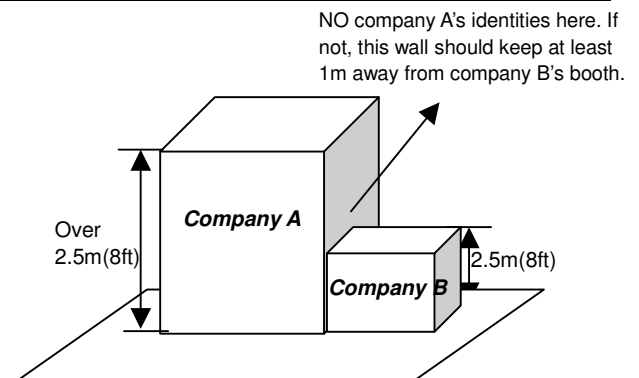 NO company A's identities here. If
not, this wall should keep at least
1m away from company B's booth.
Company A
Over
2.5m(8ft)
Company B
2.5m(8ft)